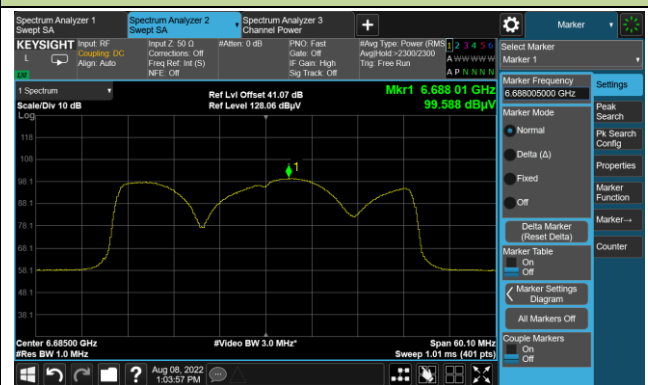 Spectrum Analyzer 1
Swept SA
Spectrum Analyzer 2
Swept SA
Spectrum Analyzer 3
Channel Power
+
Marker
KEYSIGHT
L
LXI
Input: RF
Coupling: DC
Align: Auto
Input Z: 50 Ω
Corrections: Off
Freq Ref: Int (S)
NFE: Off
#Atten: 0 dB
PNO: Fast
Gate: Off
IF Gain: High
Sig Track: Off
#Avg Type: Power (RMS)
Avg|Hold:>2300/2300
Trig: Free Run
1 2 3 4 5 6
A W W W W W
A P N N N N
Select Marker
Marker 1
1 Spectrum
Scale/Div 10 dB
Log
Ref Lvl Offset 41.07 dB
Ref Level 128.06 dBµV
Mkr1 6.688 01 GHz
99.588 dBµV
118
108
98.1
88.1
78.1
68.1
58.1
48.1
38.1
1
Center 6.68500 GHz
#Res BW 1.0 MHz
#Video BW 3.0 MHz*
Span 60.10 MHz
Sweep 1.01 ms (401 pts)
Marker Frequency
6.688005000 GHz
Marker Mode
Normal
Delta (Δ)
Fixed
Off
Delta Marker
(Reset Delta)
Marker Table
On
Off
Marker Settings
Diagram
All Markers Off
Couple Markers
On
Off
Settings
Peak
Search
Pk Search
Config
Properties
Marker
Function
Marker→
Counter
?
Aug 08, 2022
1:03:57 PM